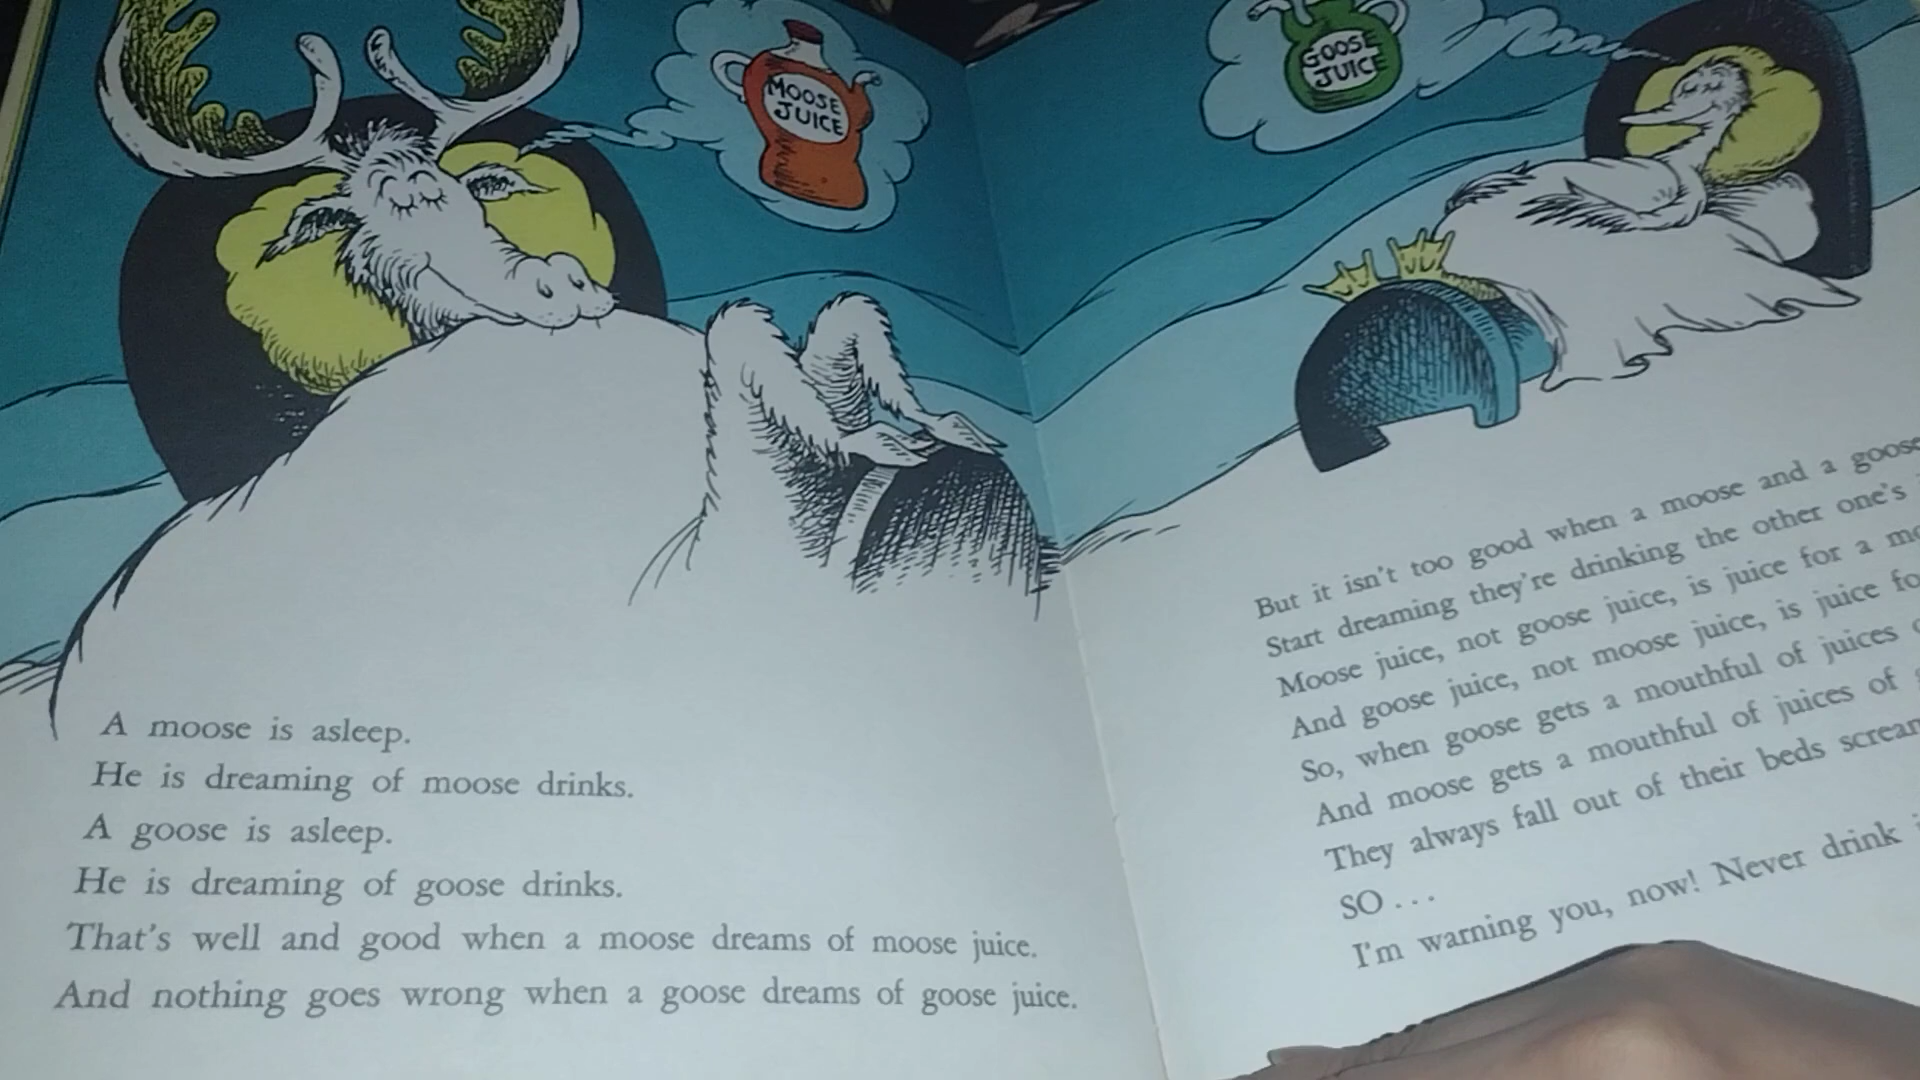 MOOSE
JUICE
GOOSE
JUICE
A moose is asleep.
He is dreaming of moose drinks.
A goose is asleep.
He is dreaming of goose drinks.
That's well and good when a moose dreams of moose juice.
And nothing goes wrong when a goose dreams of goose juice.
But it isn't too good when a moose and a goose
Start dreaming they're drinking the other one's
Moose juice, not goose juice, is juice for a
And goose juice, not moose juice, is juice
So, when goose gets a mouthful of juices
And moose gets a mouthful of juices of
They always fall out of their beds
SO...
I'm warning you, now! Never drink